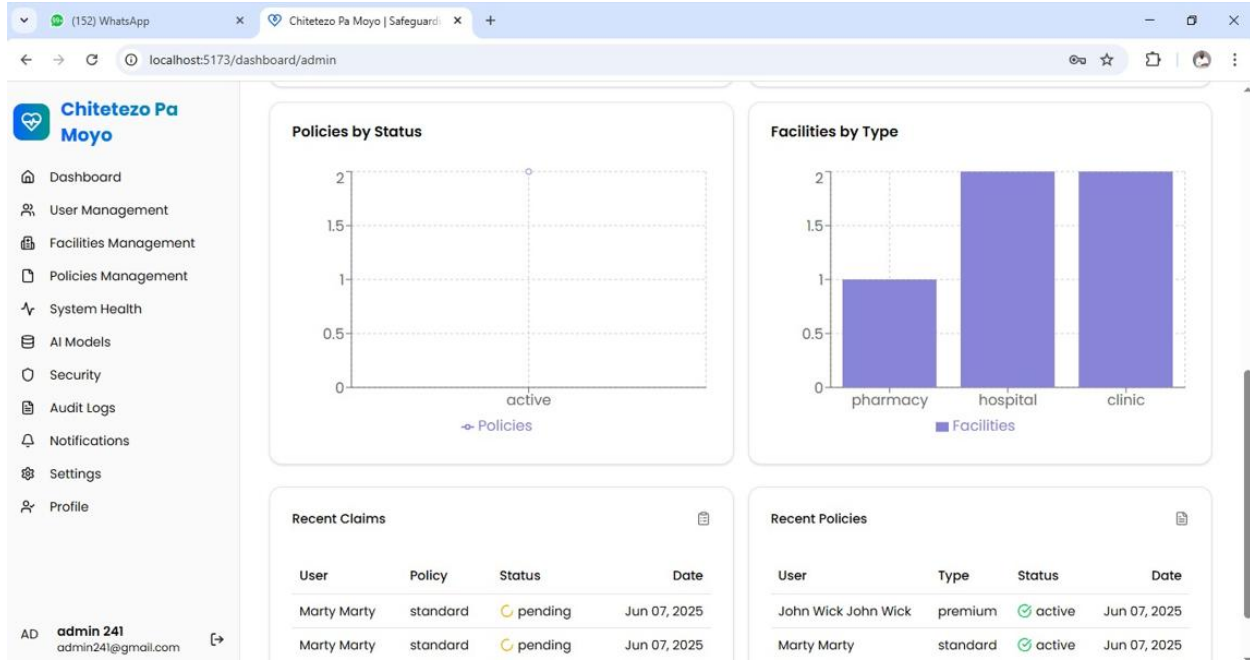 (152) WhatsApp
Chitetezo Pa Moyo | Safeguardi
localhost:5173/dashboard/admin
Chitetezo Pa
Moyo
Dashboard
User Management
Facilities Management
Policies Management
System Health
AI Models
Security
Audit Logs
Notifications
Settings
Profile
AD
admin 241
admin241@gmail.com
Policies by Status
2
1.5
1
0.5
0
active
Policies
Facilities by Type
2
1.5
1
0.5
0
pharmacy hospital clinic
Facilities
Recent Claims
User Policy Status Date
Marty Marty standard pending Jun 07, 2025
Marty Marty standard pending Jun 07, 2025
Recent Policies
User Type Status Date
John Wick John Wick premium active Jun 07, 2025
Marty Marty standard active Jun 07, 2025